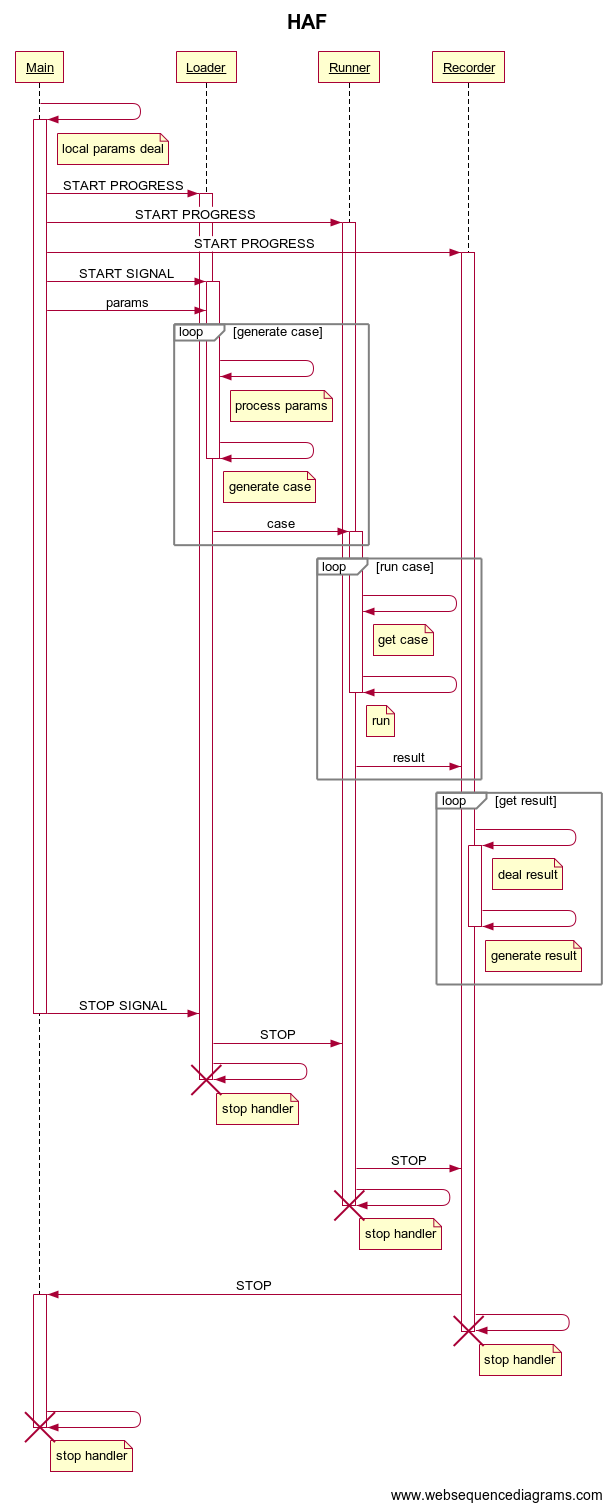 HAF
Main
Loader
Runner
Recorder
local params deal
START PROGRESS
START PROGRESS
START PROGRESS
START SIGNAL
params
loop [generate case]
process params
generate case
case
loop [run case]
get case
run
result
loop [get result]
deal result
generate result
STOP SIGNAL
STOP
stop handler
STOP
stop handler
STOP
stop handler
stop handler
www.websequencediagrams.com